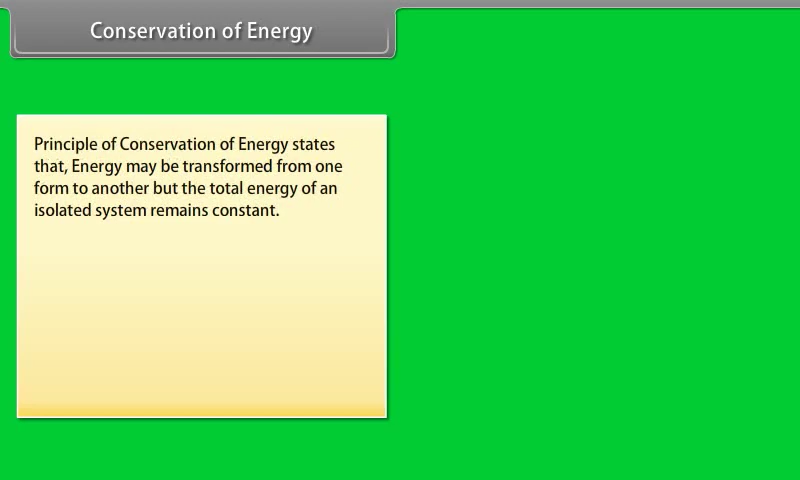 Conservation of Energy
Principle of Conservation of Energy states
that, Energy may be transformed from one
form to another but the total energy of an
isolated system remains constant.